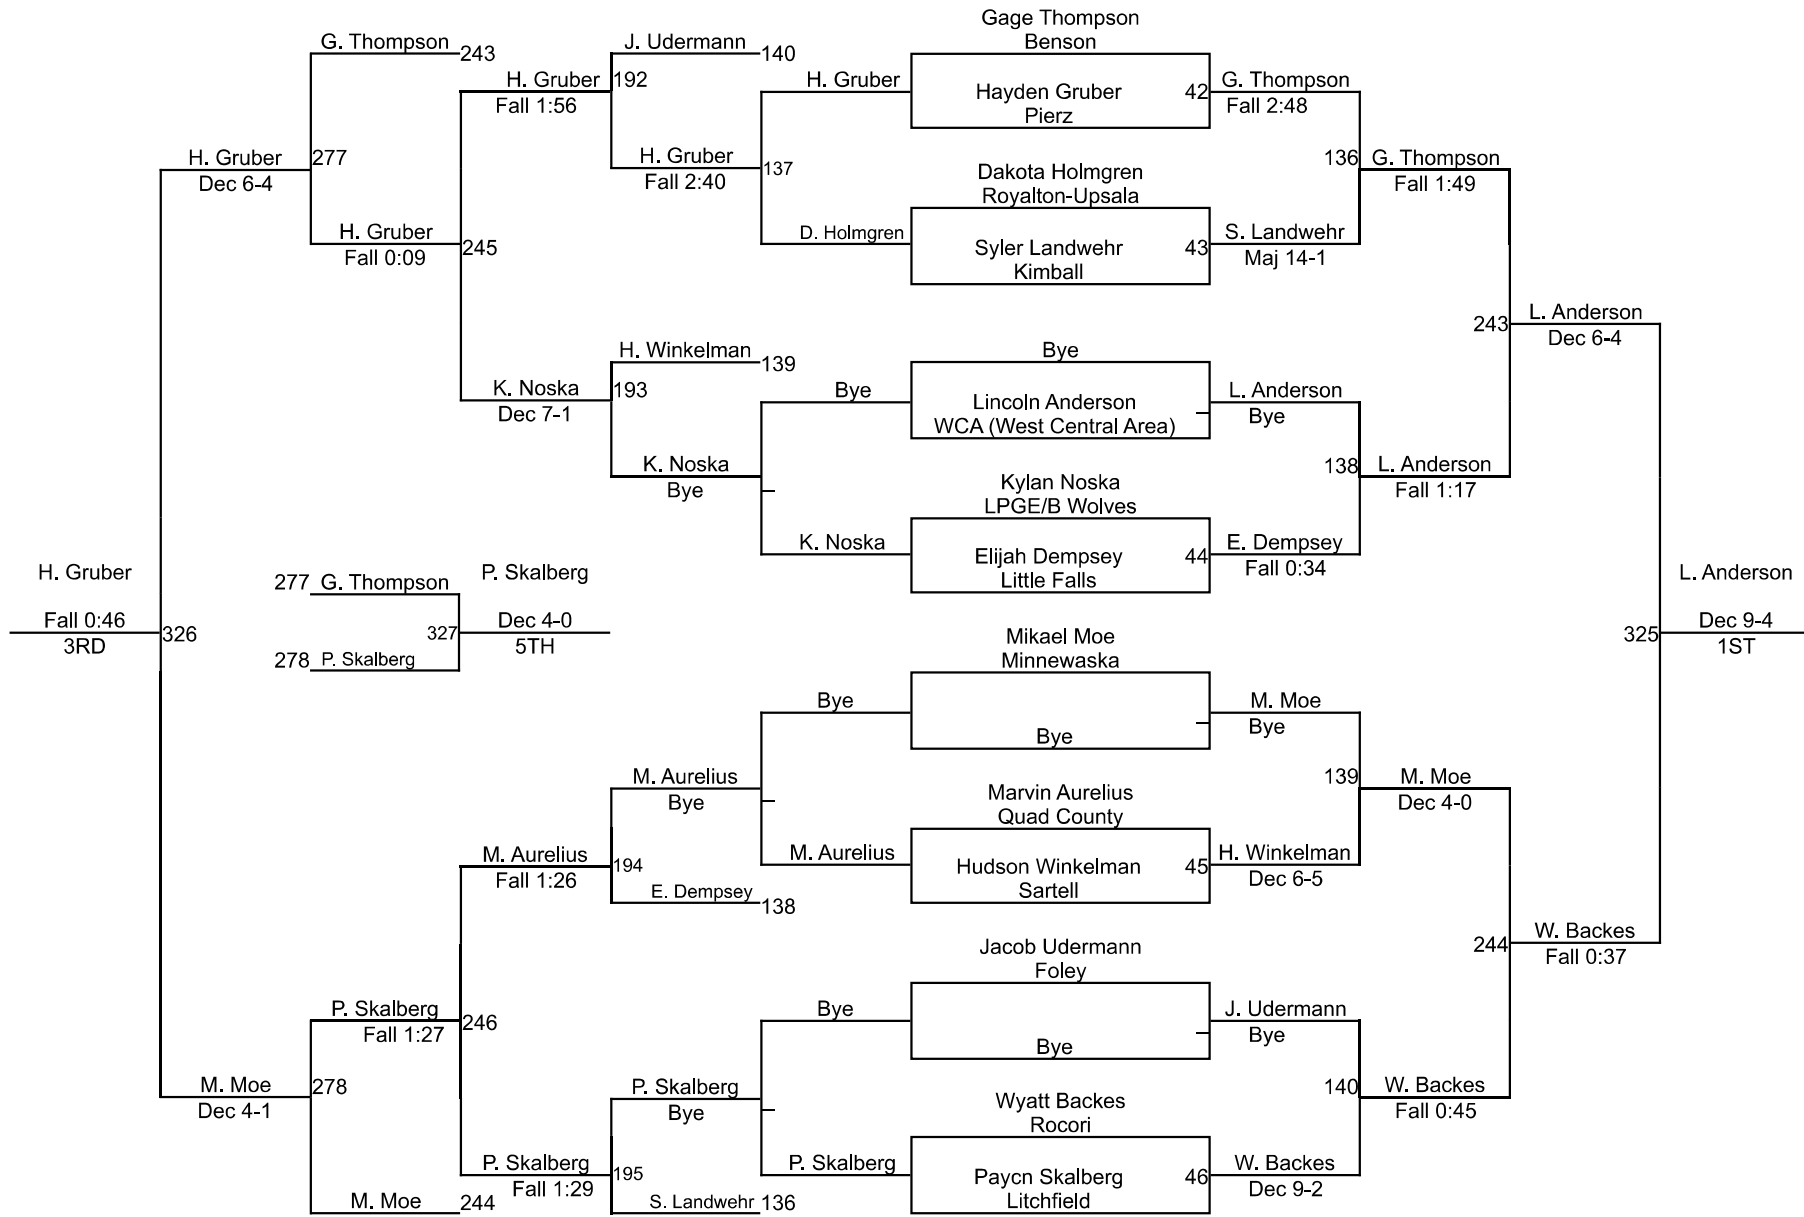 Gage Thompson
Benson
G. Thompson
243
J. Udermann
140
H. Gruber
192
Fall 1:56
H. Gruber
Hayden Gruber
42
Pierz
G. Thompson
Fall 2:48
H. Gruber
277
Dec 6-4
H. Gruber
137
Fall 2:40
Dakota Holmgren
Royalton-Upsala
136
G. Thompson
Fall 1:49
H. Gruber
245
Fall 0:09
D. Holmgren
Syler Landwehr
43
Kimball
S. Landwehr
Maj 14-1
243
L. Anderson
Dec 6-4
H. Winkelman
139
Bye
K. Noska
193
Dec 7-1
Bye
Lincoln Anderson
WCA (West Central Area)
L. Anderson
Bye
K. Noska
Bye
Kylan Noska
LPGE/B Wolves
138
L. Anderson
Fall 1:17
K. Noska
Elijah Dempsey
44
Little Falls
E. Dempsey
Fall 0:34
H. Gruber
Fall 0:46
326
3RD
277
G. Thompson
P. Skalberg
327
Dec 4-0
5TH
278
P. Skalberg
L. Anderson
325
Dec 9-4
1ST
Mikael Moe
Minnewaska
Bye
Bye
M. Moe
Bye
M. Aurelius
Bye
Marvin Aurelius
Quad County
139
M. Moe
Dec 4-0
M. Aurelius
194
Fall 1:26
M. Aurelius
Hudson Winkelman
45
Sartell
H. Winkelman
Dec 6-5
E. Dempsey
138
Jacob Udermann
Foley
244
W. Backes
Fall 0:37
P. Skalberg
246
Fall 1:27
Bye
Bye
J. Udermann
Bye
M. Moe
278
Dec 4-1
P. Skalberg
Bye
Wyatt Backes
Rocori
140
W. Backes
Fall 0:45
P. Skalberg
195
Fall 1:29
P. Skalberg
Paycn Skalberg
46
Litchfield
W. Backes
Dec 9-2
M. Moe
244
S. Landwehr
136